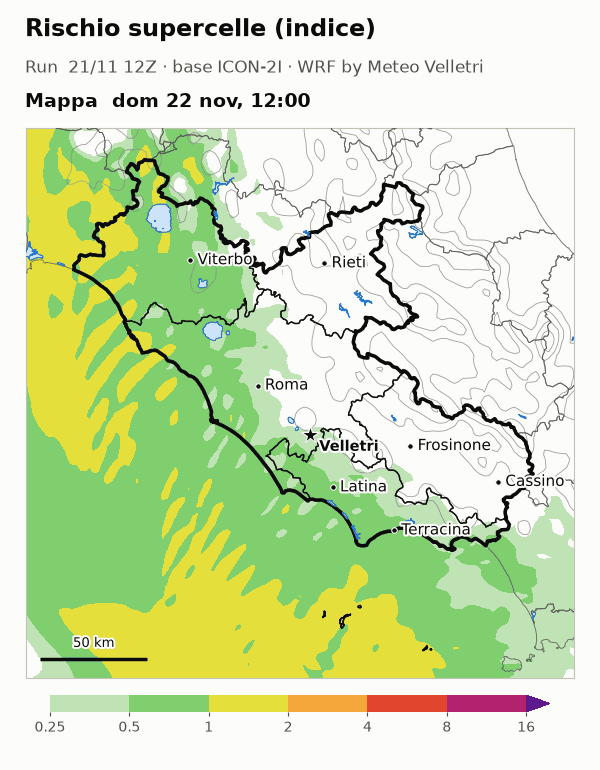 Rischio supercelle (indice)
Run  21/11 12Z · base ICON-2I · WRF by Meteo Velletri
Mappa  dom 22 nov, 12:00
Viterbo
Rieti
Roma
Velletri
Frosinone
Cassino
Latina
Terracina
50 km
0.25 0.5 1 2 4 8 16